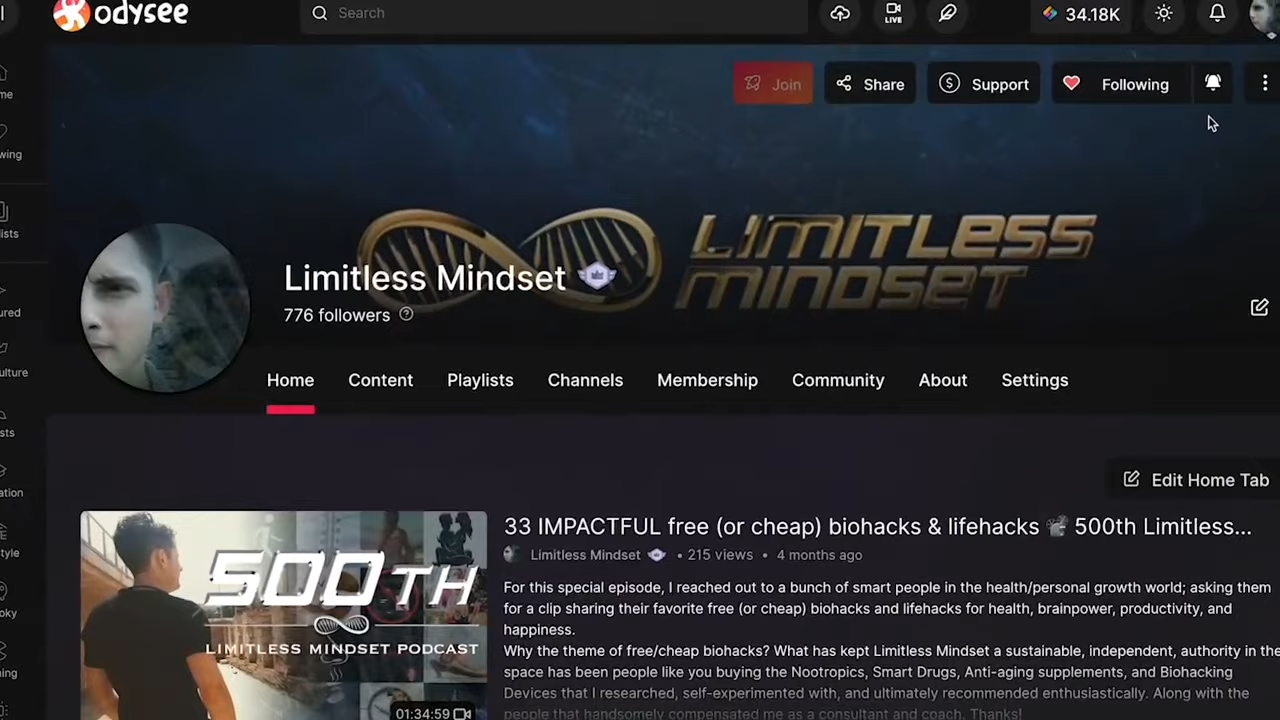 odysee
Search
LIVE
34.18K
Join
Share
Support
Following
LIMITLESS
MINDSET
Limitless Mindset
776 followers
Home
Content
Playlists
Channels
Membership
Community
About
Settings
Edit Home Tab
500TH
LIMITLESS MINDSET PODCAST
01:34:59
33 IMPACTFUL free (or cheap) biohacks & lifehacks 500th Limitless...
Limitless Mindset • 215 views • 4 months ago
For this special episode, I reached out to a bunch of smart people in the health/personal growth world; asking them
for a clip sharing their favorite free (or cheap) biohacks and lifehacks for health, brainpower, productivity, and
happiness.
Why the theme of free/cheap biohacks? What has kept Limitless Mindset a sustainable, independent, authority in the
space has been people like you buying the Nootropics, Smart Drugs, Anti-aging supplements, and Biohacking
Devices that I researched, self-experimented with, and ultimately recommended enthusiastically. Along with the
people that handsomely compensated me as a consultant and coach. Thanks!